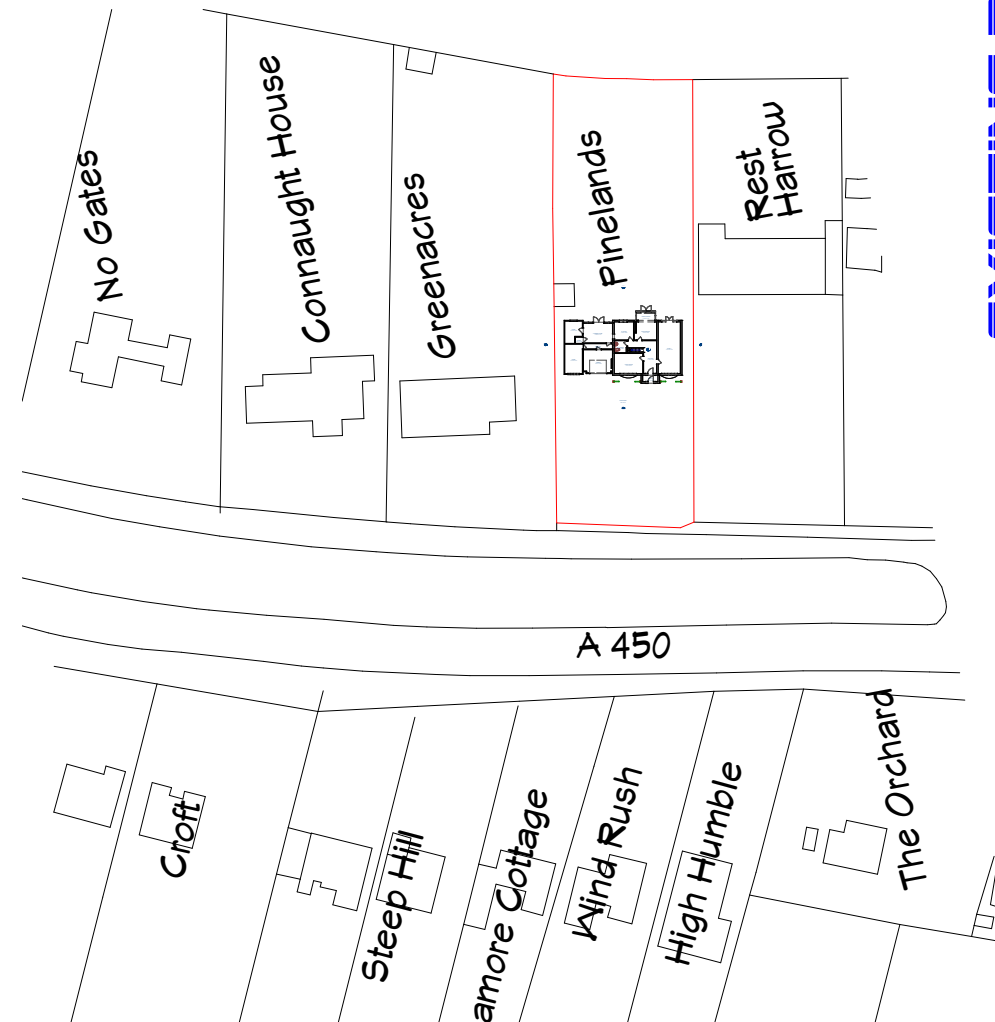 No Gates
Connaught House
Greenacres
Pinelands
Rest
Harrow
A 450
Croft
Steep Hill
amore Cottage
Wind Rush
High Humble
The Orchard